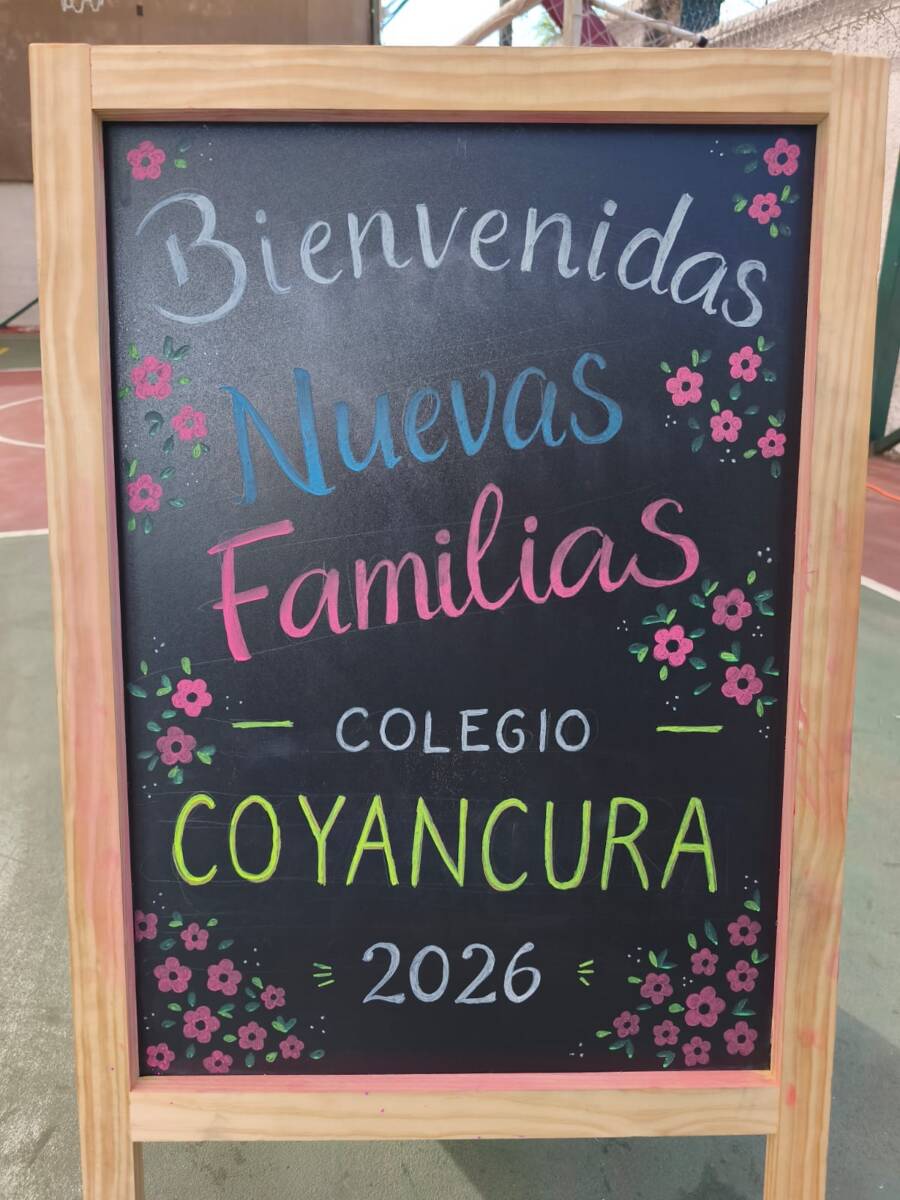 Bienvenidas
Nuevas
Familias
COLEGIO
COYANCURA
2026